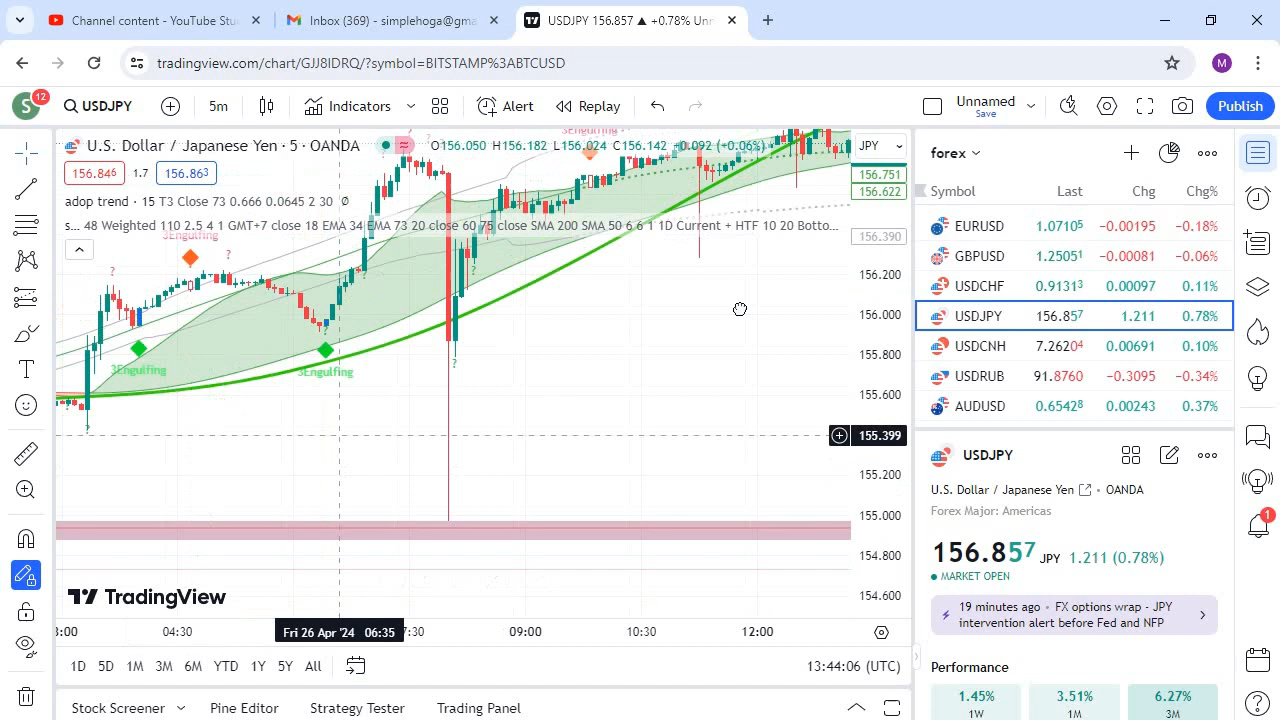 Channel content - YouTube Stu
Inbox (369) - simplehoga@gma
USDJPY 156.857 ▲ +0.78% Un
tradingview.com/chart/GJJ8IDRQ/?symbol=BITSTAMP%3ABTCUSD
M
S 12
USDJPY
5m
Indicators
Alert
Replay
Unnamed
Save
Publish
U.S. Dollar / Japanese Yen · 5 · OANDA
O156.050 H156.182 L156.024 C156.142 +0.092 (+0.06%)
JPY
156.846 1.7 156.863
adop trend · 15 T3 Close 73 0.666 0.0645 2 30 Ø
s... 48 Weighted 110 2.5 4 1 GMT+7 close 18 EMA 34 EMA 73 20 close 60 75 close SMA 200 SMA 50 6 6 1 1D Current + HTF 10 20 Botto...
3Engulfing
3Engulfing
3Engulfing
3Engulfing
156.751
156.622
156.390
156.200
156.000
155.800
155.600
155.399
155.200
155.000
154.800
154.600
TradingView
3:00
04:30
Fri 26 Apr '24 06:35
7:30
09:00
10:30
12:00
1D 5D 1M 3M 6M YTD 1Y 5Y All
13:44:06 (UTC)
Stock Screener
Pine Editor
Strategy Tester
Trading Panel
forex
Symbol Last Chg Chg%
EURUSD 1.07105 −0.00195 −0.18%
GBPUSD 1.25051 −0.00081 −0.06%
USDCHF 0.91313 0.00097 0.11%
USDJPY 156.857 1.211 0.78%
USDCNH 7.26204 0.00691 0.10%
USDRUB 91.8760 −0.3095 −0.34%
AUDUSD 0.65428 0.00243 0.37%
USDJPY
U.S. Dollar / Japanese Yen · OANDA
Forex Major: Americas
156.857 JPY 1.211 (0.78%)
MARKET OPEN
19 minutes ago · FX options wrap - JPY
intervention alert before Fed and NFP
Performance
1.45% 3.51% 6.27%
1W 1M 3M
1